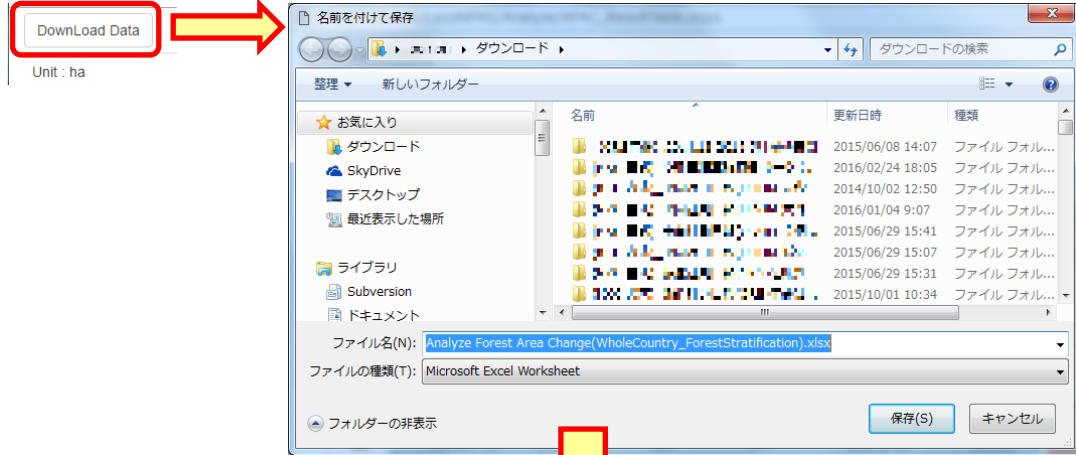 DownLoad Data
Unit : ha
名前を付けて保存
ダウンロード
ダウンロードの検索
整理
新しいフォルダー
お気に入り
ダウンロード
SkyDrive
デスクトップ
最近表示した場所
ライブラリ
Subversion
ドキュメント
名前 更新日時 種類
2015/06/08 14:07 ファイル フォル...
2016/02/24 18:05 ファイル フォル...
2014/10/02 12:50 ファイル フォル...
2016/01/04 9:07 ファイル フォル...
2015/06/29 15:41 ファイル フォル...
2015/06/29 15:07 ファイル フォル...
2015/06/29 15:31 ファイル フォル...
2015/10/01 10:34 ファイル フォル...
ファイル名(N): Analyze Forest Area Change(WholeCountry_ForestStratification).xlsx
ファイルの種類(T): Microsoft Excel Worksheet
フォルダーの非表示
保存(S)
キャンセル